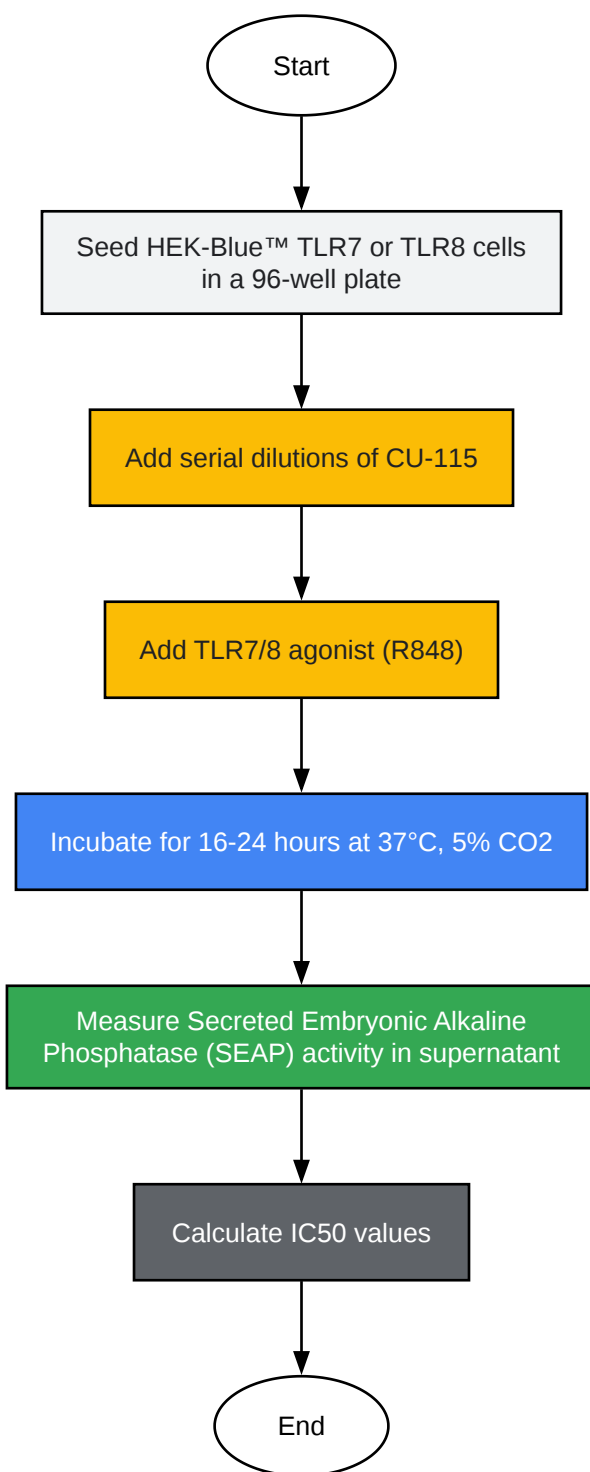 Start
Seed HEK-Blue™ TLR7 or TLR8 cells
in a 96-well plate
Add serial dilutions of CU-115
Add TLR7/8 agonist (R848)
Incubate for 16-24 hours at 37°C, 5% CO2
Measure Secreted Embryonic Alkaline
Phosphatase (SEAP) activity in supernatant
Calculate IC50 values
End